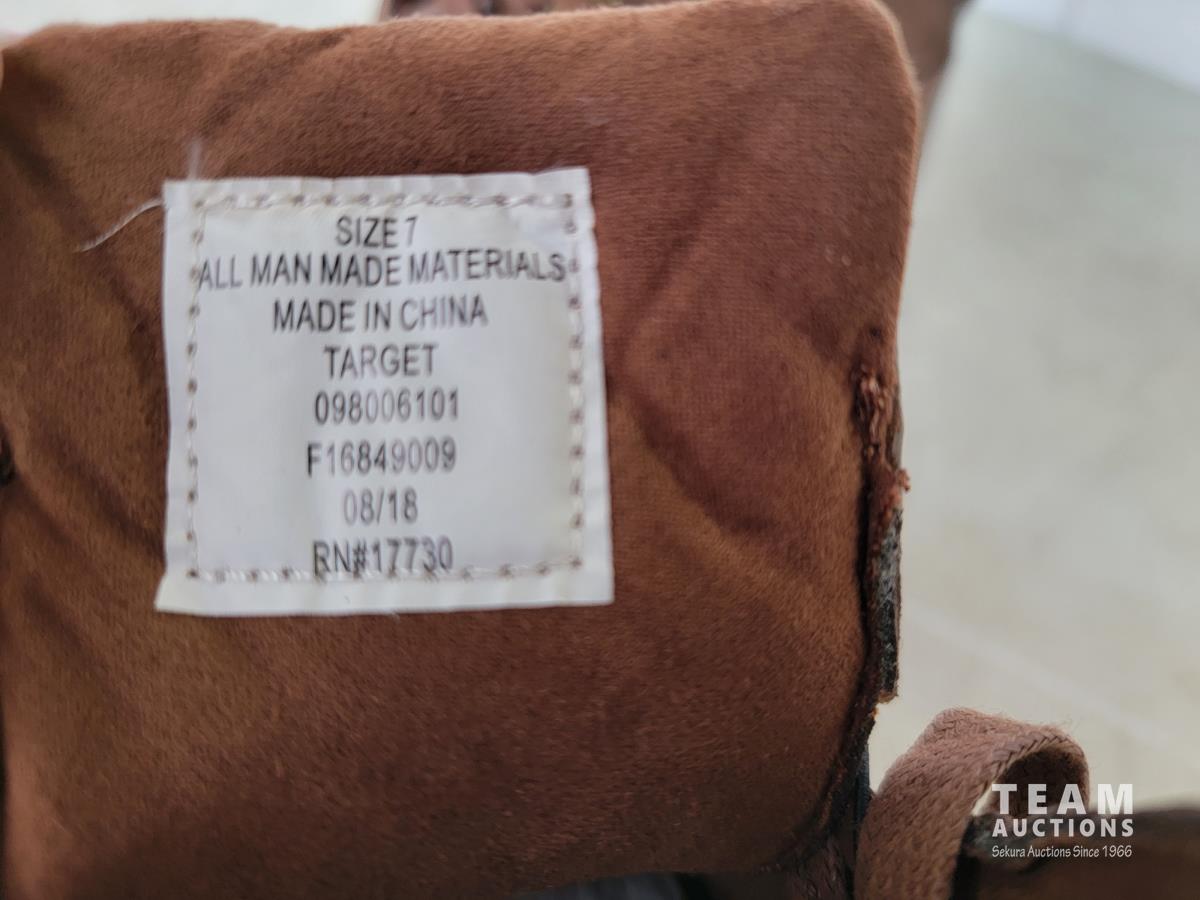 SIZE 7
ALL MAN MADE MATERIALS
MADE IN CHINA
TARGET
098006101
F16849009
08/18
RN#17730
TEAM
AUCTIONS
Sekura Auctions Since 1966